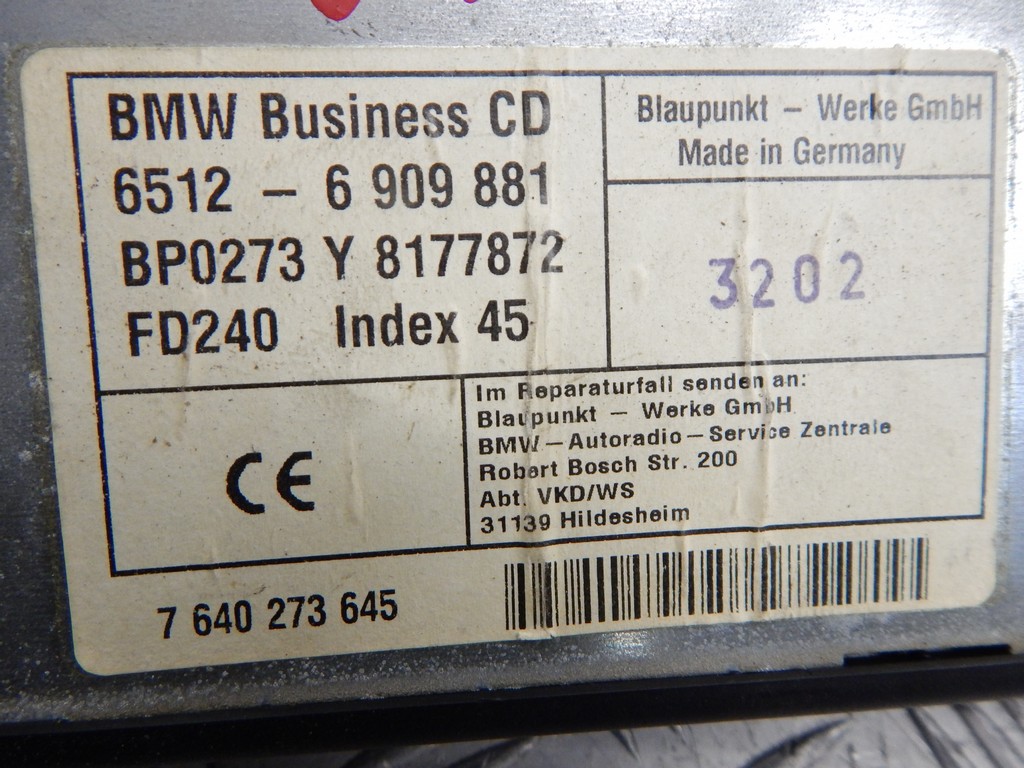 BMW Business CD
6512 – 6 909 881
BP0273 Y 8177872
FD240 Index 45
Blaupunkt – Werke GmbH
Made in Germany
3202
Im Reparaturfall senden an:
Blaupunkt – Werke GmbH
BMW – Autoradio – Service Zentrale
Robert Bosch Str. 200
Abt. VKD/WS
31139 Hildesheim
CE
7 640 273 645